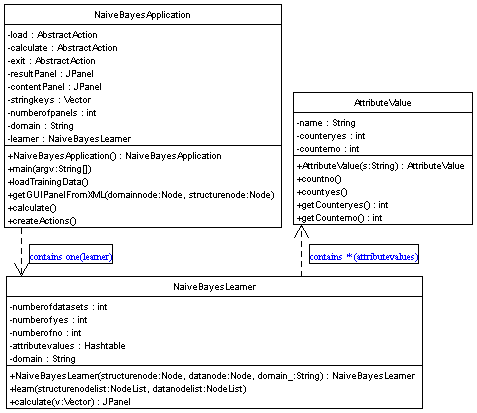 NaiveBayesApplication
-load : AbstractAction
-calculate : AbstractAction
-exit : AbstractAction
-resultPanel : JPanel
-contentPanel : JPanel
-stringkeys : Vector
-numberofpanels : int
-domain : String
-learner : NaiveBayesLearner
+NaiveBayesApplication() : NaiveBayesApplication
+main(argv:String[])
+loadTrainingData()
+getGUIPanelFromXML(domainnode:Node, structurenode:Node)
+calculate()
+createActions()
AttributeValue
-name : String
-counteryes : int
-counterno : int
+AttributeValue(s:String) : AttributeValue
+countno()
+countyes()
+getCounteryes() : int
+getCounterno() : int
contains one(learner)
contains *(attributevalues)
NaiveBayesLearner
-numberofdatasets : int
-numberofyes : int
-numberofno : int
-attributevalues : Hashtable
-domain : String
+NaiveBayesLearner(structurenode:Node, datanode:Node, domain_:String) : NaiveBayesLearner
+learn(structurenodelist:NodeList, datanodelist:NodeList)
+calculate(v:Vector) : JPanel